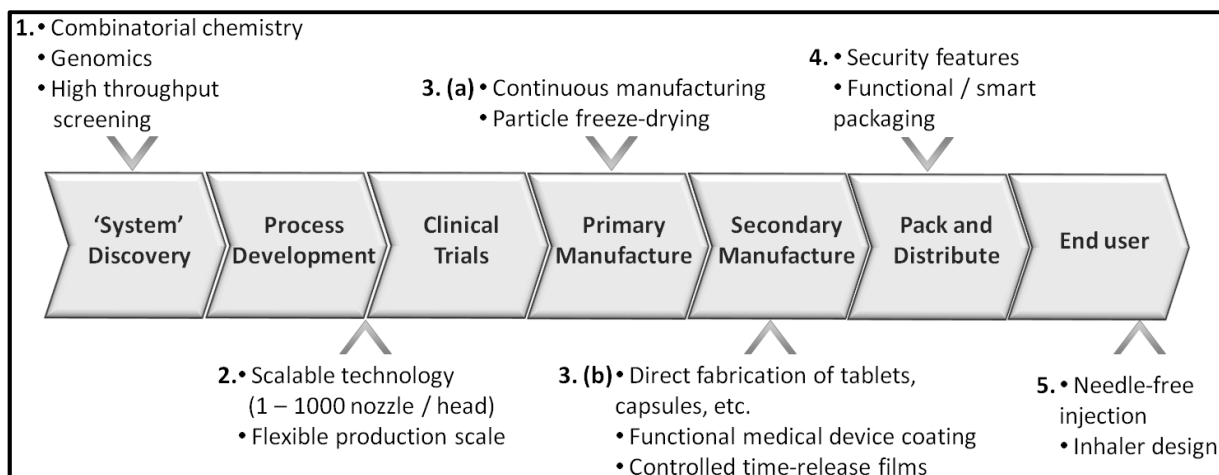 1. • Combinatorial chemistry
• Genomics
• High throughput
screening
3. (a) • Continuous manufacturing
• Particle freeze-drying
4. • Security features
• Functional / smart
packaging
‘System’
Discovery
Process
Development
Clinical
Trials
Primary
Manufacture
Secondary
Manufacture
Pack and
Distribute
End user
2. • Scalable technology
(1 – 1000 nozzle / head)
• Flexible production scale
3. (b) • Direct fabrication of tablets,
capsules, etc.
• Functional medical device coating
• Controlled time-release films
5. • Needle-free
injection
• Inhaler design